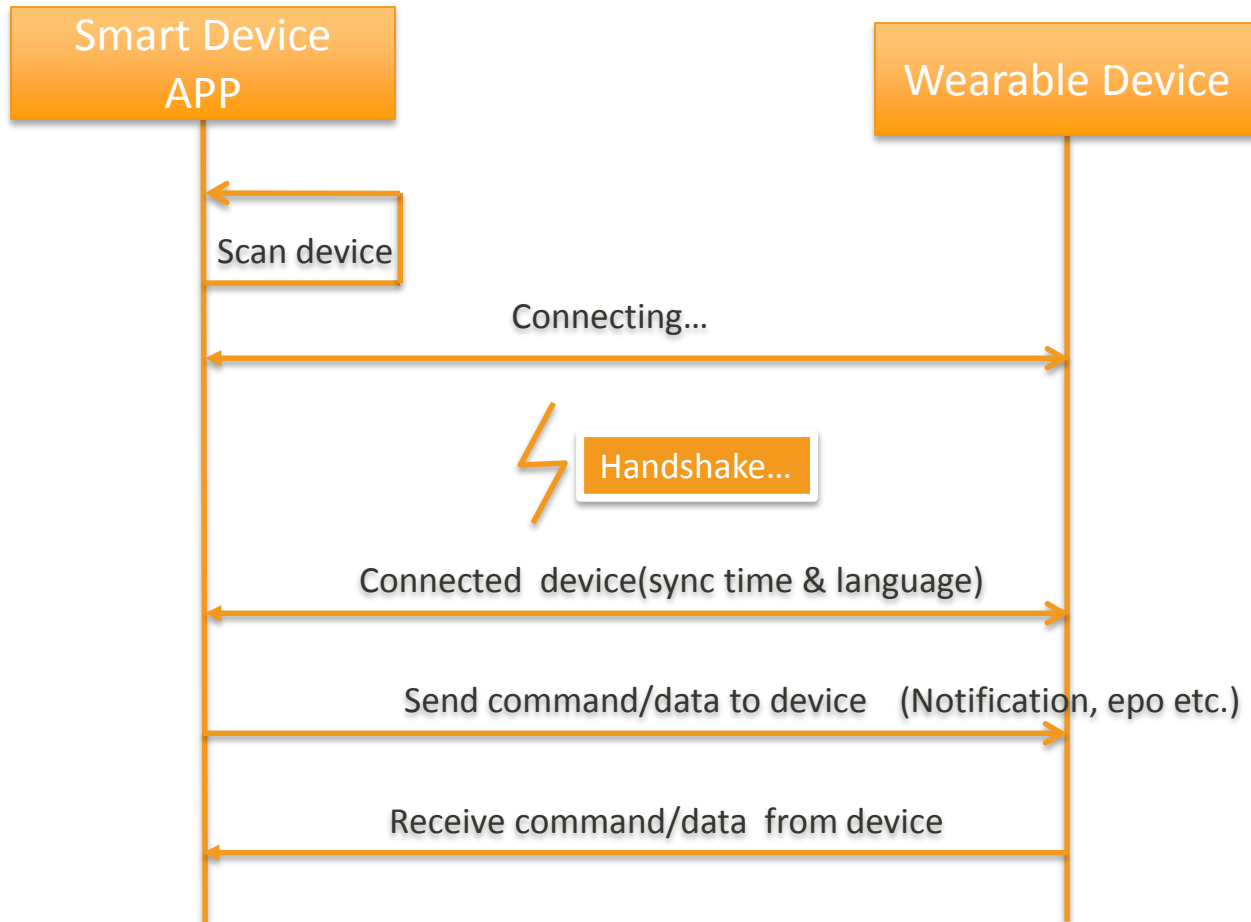 Smart Device
APP
Wearable Device
Scan device
Connecting...
Handshake...
Connected  device(sync time & language)
Send command/data to device   (Notification, epo etc.)
Receive command/data  from device